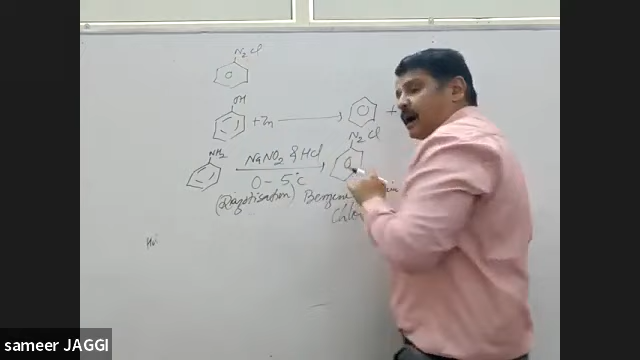 N2Cl
OH
+ Zn → +
N2Cl
NH2 NaNO2 & HCl
0 - 5°C
(Diazotisation) Benzene
Chlo
sameer JAGGI